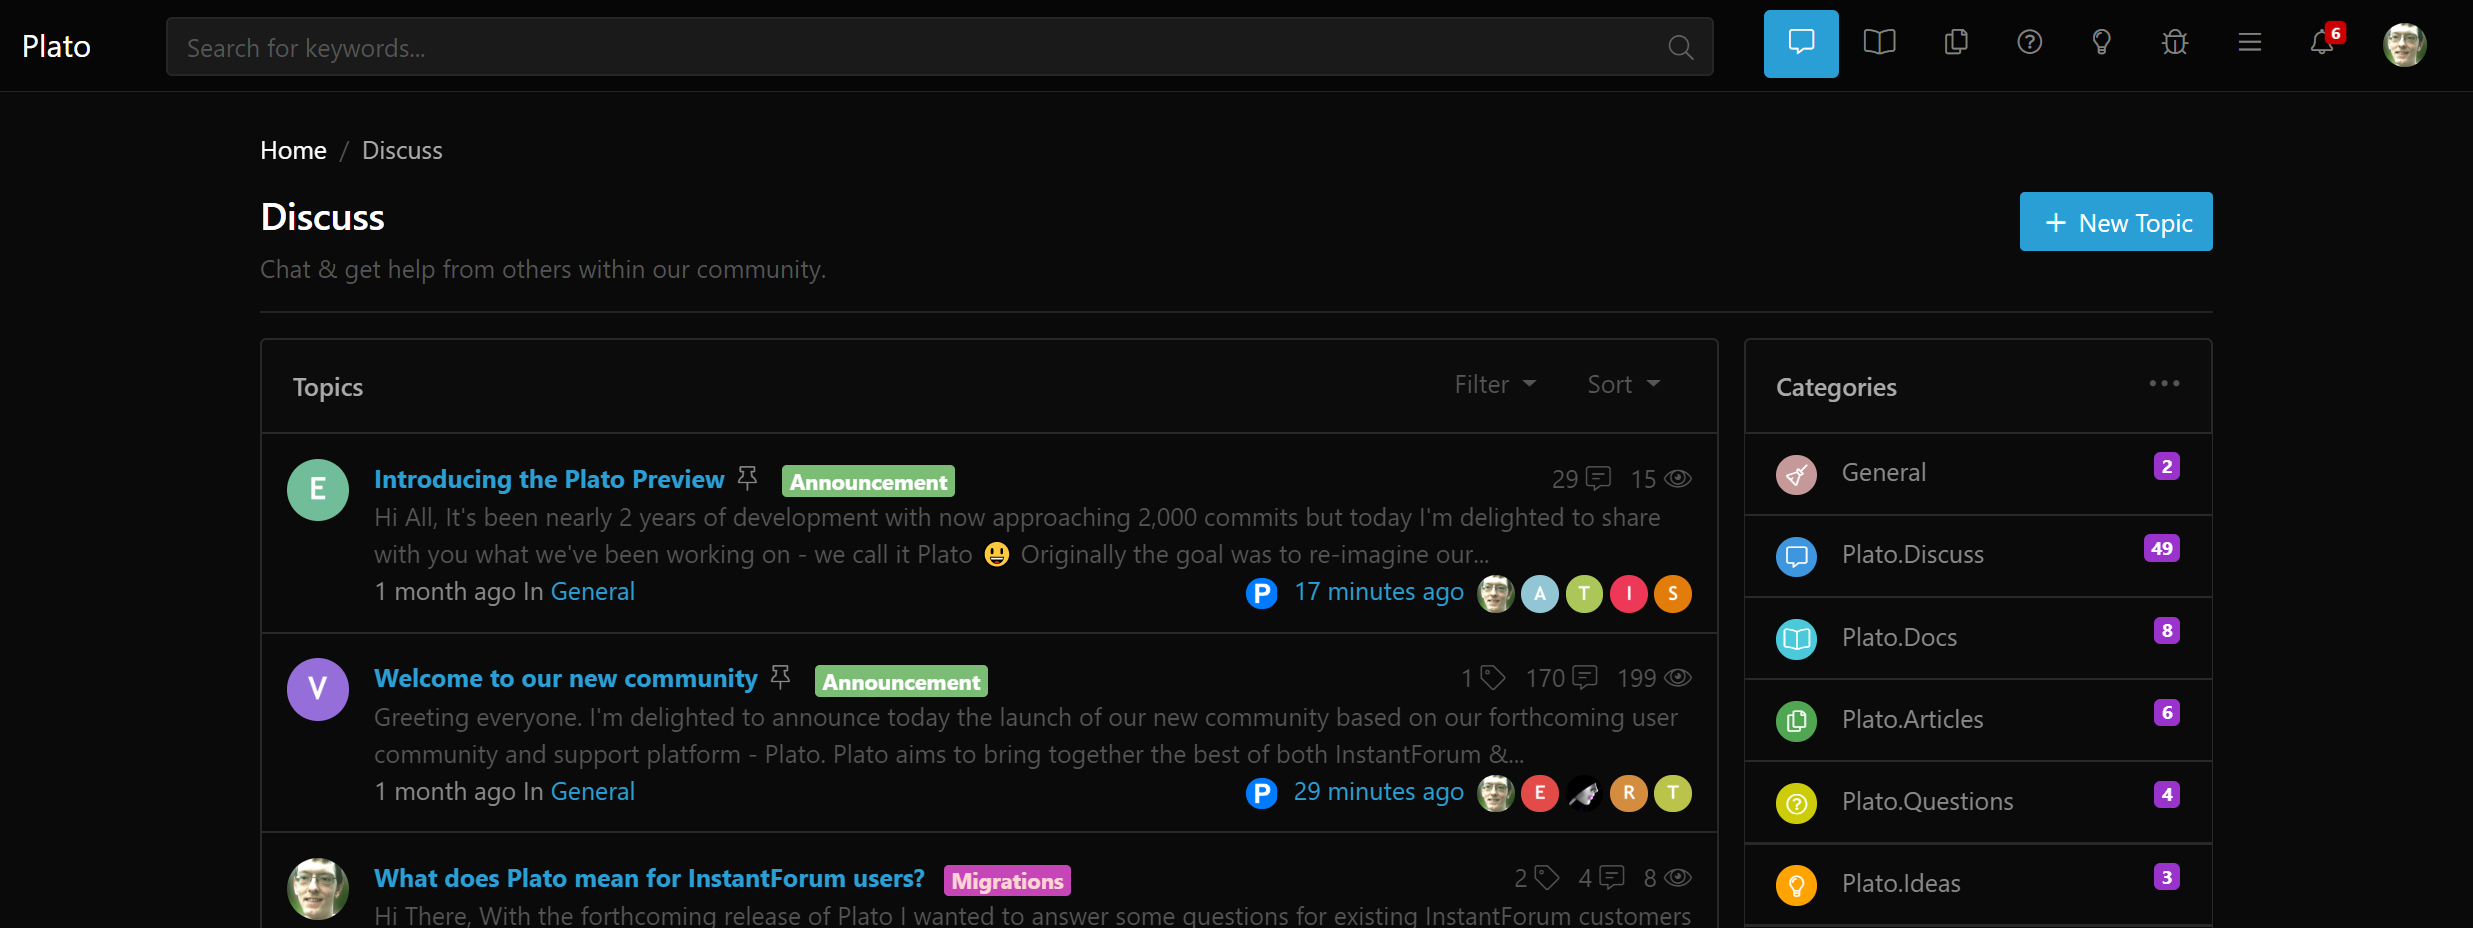 Plato
Search for keywords...
6
Home / Discuss
Discuss
+ New Topic
Chat & get help from others within our community.
Topics
Filter
Sort
E
Introducing the Plato Preview
Announcement
29
15
Hi All, It's been nearly 2 years of development with now approaching 2,000 commits but today I'm delighted to share
with you what we've been working on - we call it Plato 😃 Originally the goal was to re-imagine our...
1 month ago In General
P
17 minutes ago
A
T
I
S
V
Welcome to our new community
Announcement
1
170
199
Greeting everyone. I'm delighted to announce today the launch of our new community based on our forthcoming user
community and support platform - Plato. Plato aims to bring together the best of both InstantForum &...
1 month ago In General
P
29 minutes ago
E
R
T
What does Plato mean for InstantForum users?
Migrations
2
4
8
Hi There, With the forthcoming release of Plato I wanted to answer some questions for existing InstantForum customers
Categories
General
2
Plato.Discuss
49
Plato.Docs
8
Plato.Articles
6
Plato.Questions
4
Plato.Ideas
3